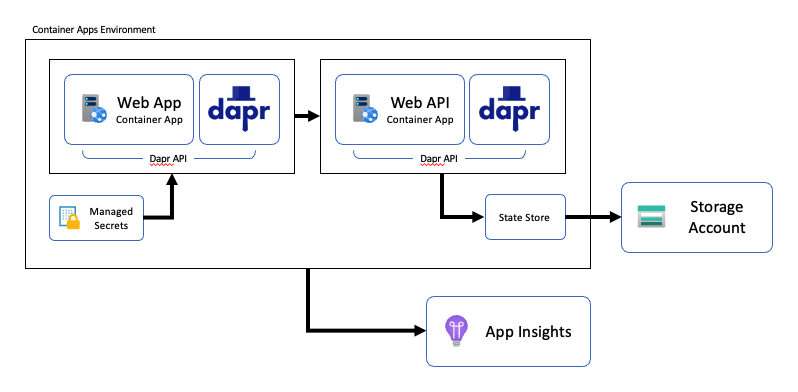 Container Apps Environment
Web App
Container App
dapr
Dapr API
Web API
Container App
dapr
Dapr API
Managed
Secrets
State Store
Storage
Account
App Insights